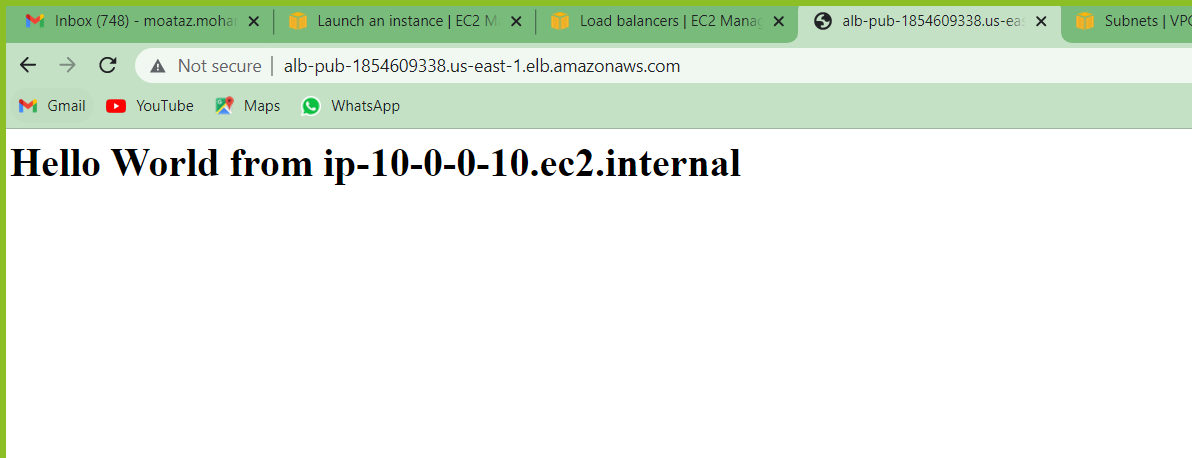 Inbox (748) - moataz.moha
Launch an instance | EC2 M
Load balancers | EC2 Manag
alb-pub-1854609338.us-eas
Subnets | VPC
Not secure | alb-pub-1854609338.us-east-1.elb.amazonaws.com
Gmail YouTube Maps WhatsApp
Hello World from ip-10-0-0-10.ec2.internal